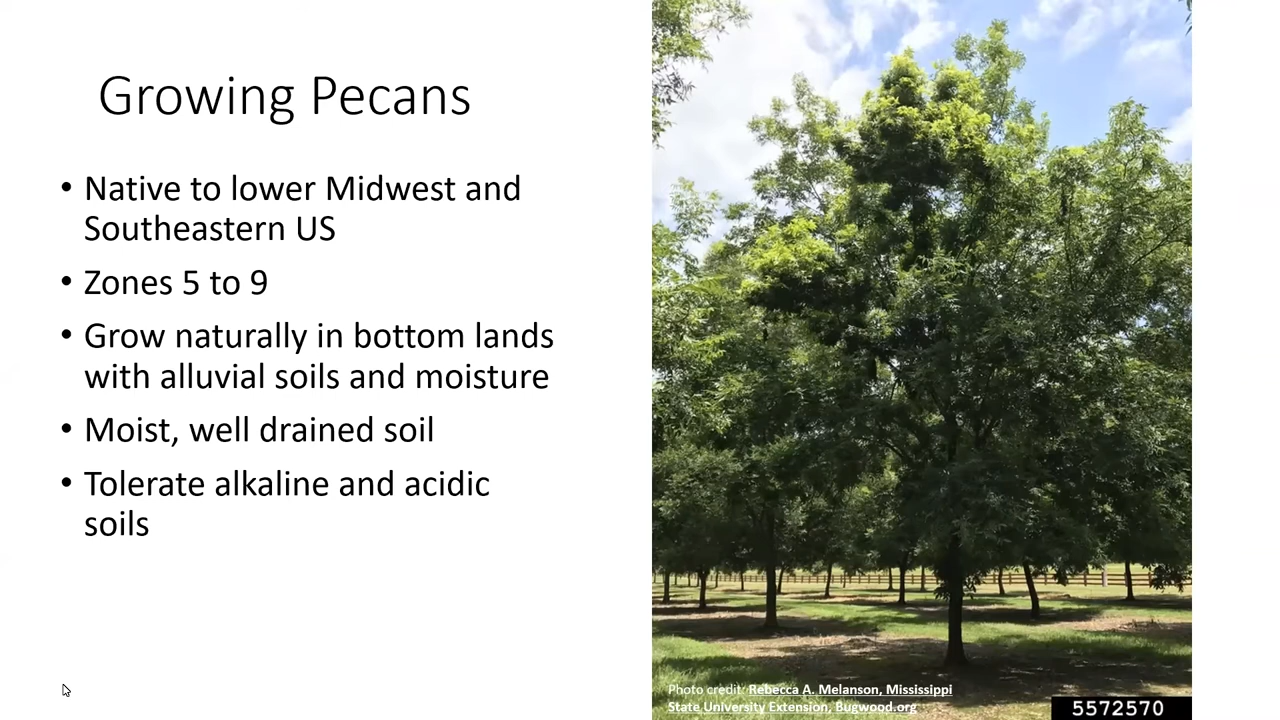 Growing Pecans
• Native to lower Midwest and
Southeastern US
• Zones 5 to 9
• Grow naturally in bottom lands
with alluvial soils and moisture
• Moist, well drained soil
• Tolerate alkaline and acidic
soils
Photo credit: Rebecca A. Melanson, Mississippi
State University Extension, Bugwood.org
5572570